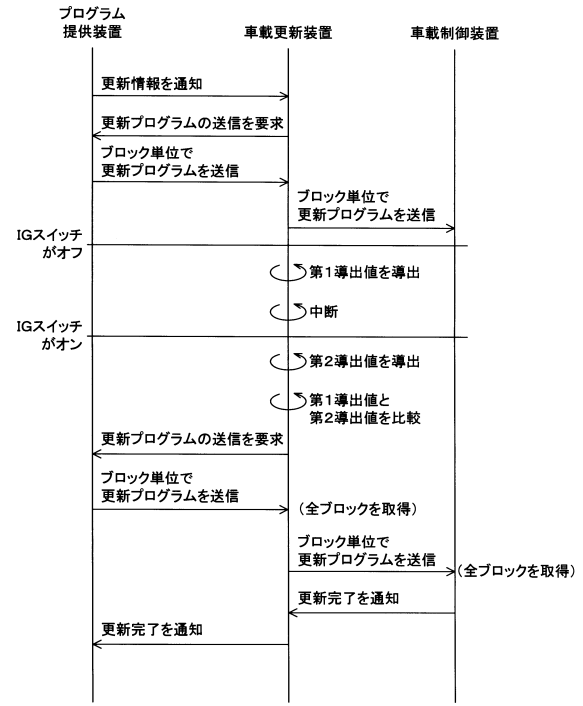 プログラム
提供装置
車載更新装置
車載制御装置
更新情報を通知
更新プログラムの送信を要求
ブロック単位で
更新プログラムを送信
ブロック単位で
更新プログラムを送信
IGスイッチ
がオフ
第1導出値を導出
中断
IGスイッチ
がオン
第2導出値を導出
第1導出値と
第2導出値を比較
更新プログラムの送信を要求
ブロック単位で
更新プログラムを送信
(全ブロックを取得)
ブロック単位で
更新プログラムを送信
(全ブロックを取得)
更新完了を通知
更新完了を通知